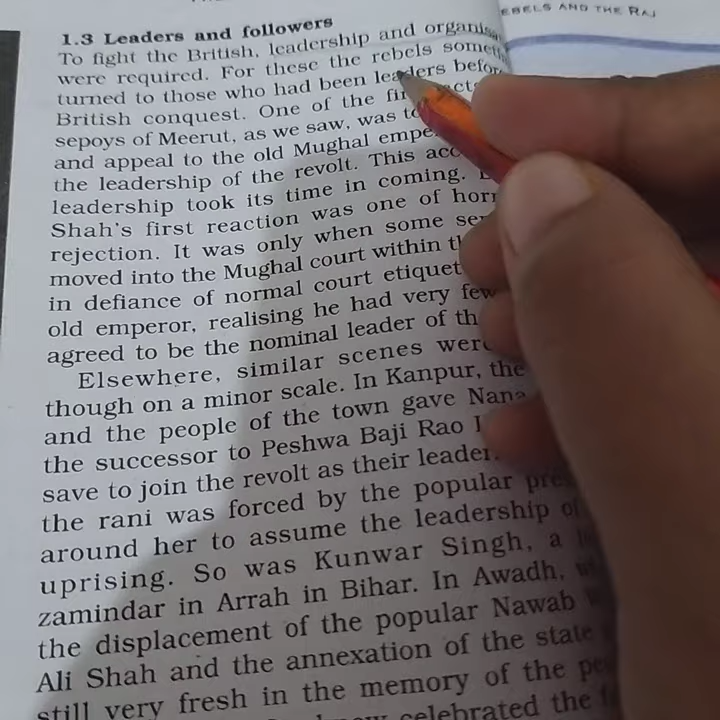 EBELS AND THE RAJ
1.3 Leaders and followers
To fight the British, leadership and organisa
were required. For these the rebels somet
turned to those who had been leaders befor
British conquest. One of the fir acts
sepoys of Meerut, as we saw, was to
and appeal to the old Mughal empe
the leadership of the revolt. This acc
leadership took its time in coming.
Shah's first reaction was one of horr
rejection. It was only when some se
moved into the Mughal court within th
in defiance of normal court etiquet
old emperor, realising he had very few
agreed to be the nominal leader of th
Elsewhere, similar scenes were
though on a minor scale. In Kanpur, the
and the people of the town gave Nana
the successor to Peshwa Baji Rao
save to join the revolt as their leader.
the rani was forced by the popular pres
around her to assume the leadership of
uprising. So was Kunwar Singh, a
zamindar in Arrah in Bihar. In Awadh,
the displacement of the popular Nawab
Ali Shah and the annexation of the state
still very fresh in the memory of the pe
celebrated the